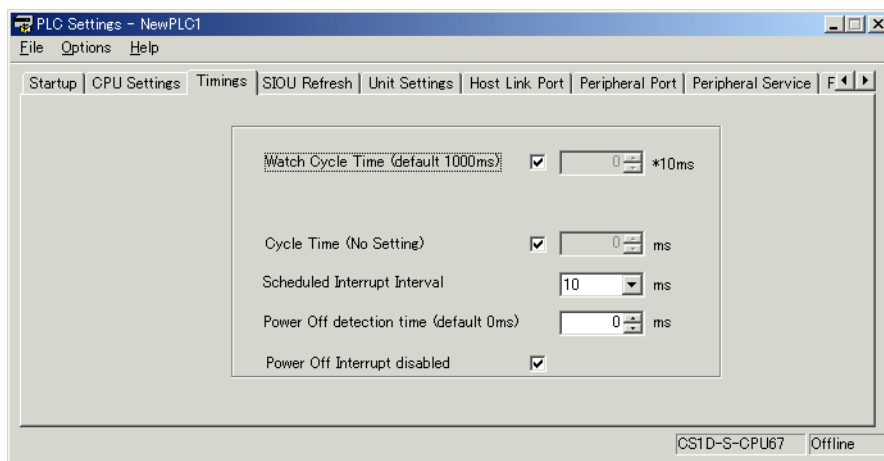 PLC Settings - NewPLC1
File Options Help
Startup CPU Settings Timings SIOU Refresh Unit Settings Host Link Port Peripheral Port Peripheral Service F
Watch Cycle Time (default 1000ms) 0 *10ms
Cycle Time (No Setting) 0 ms
Scheduled Interrupt Interval 10 ms
Power Off detection time (default 0ms) 0 ms
Power Off Interrupt disabled
CS1D-S-CPU67 Offline